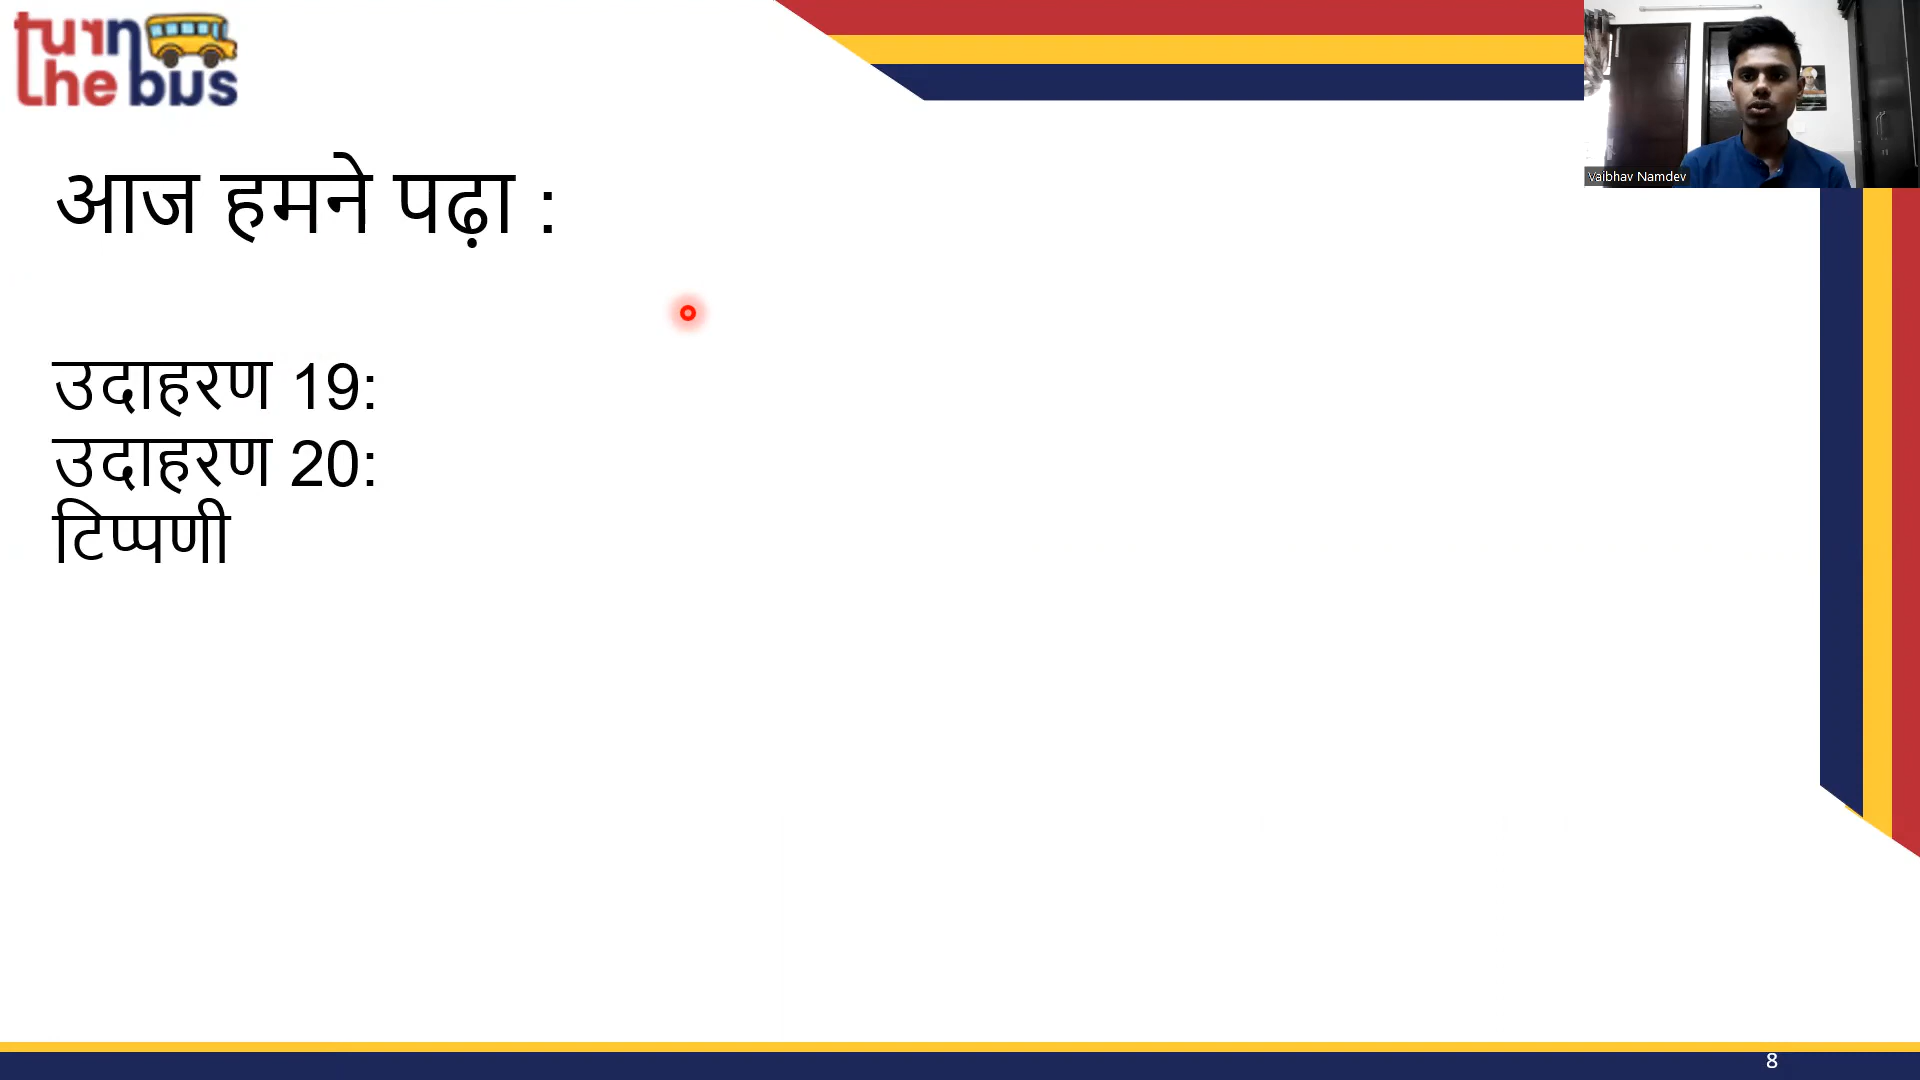 turn
the bus
Vaibhav Namdev
आज हमने पढ़ा :
उदाहरण 19:
उदाहरण 20:
टिप्पणी
8